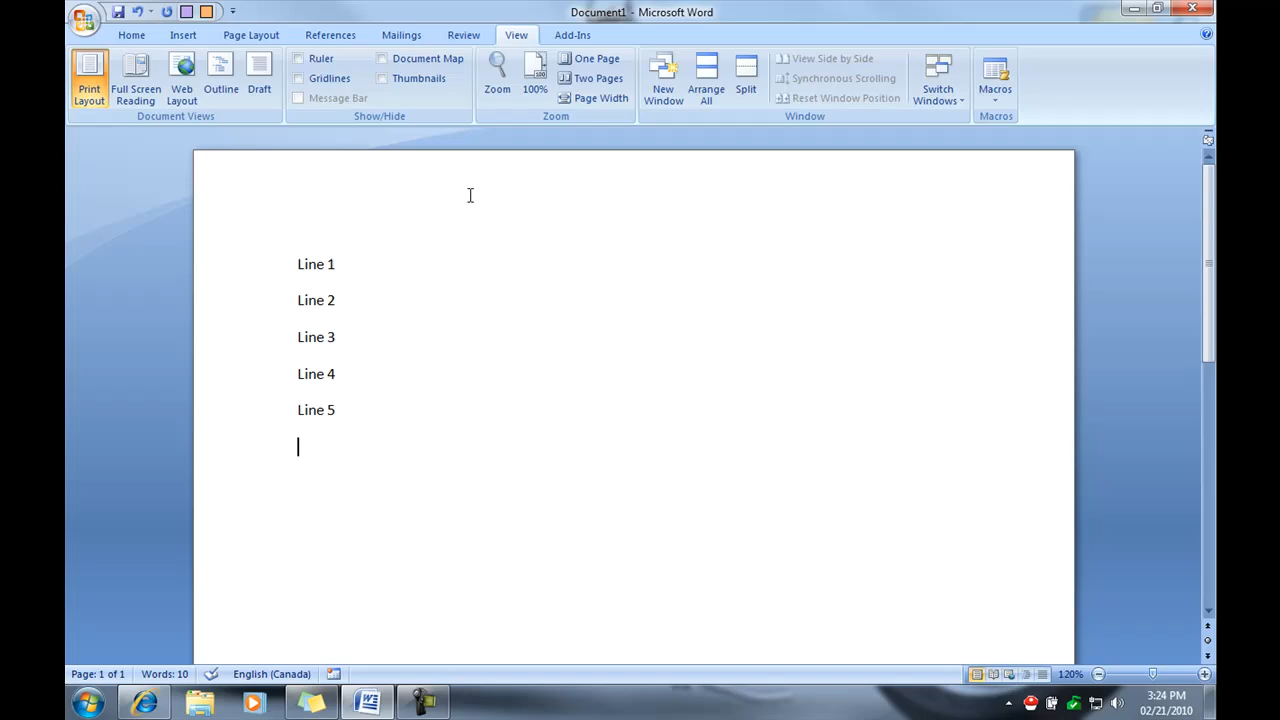 Document1 - Microsoft Word
Home Insert Page Layout References Mailings Review View Add-Ins
Print Layout
Full Screen Reading
Web Layout
Outline
Draft
Document Views
Ruler
Gridlines
Message Bar
Document Map
Thumbnails
Show/Hide
Zoom
100%
One Page
Two Pages
Page Width
Zoom
New Window
Arrange All
Split
View Side by Side
Synchronous Scrolling
Reset Window Position
Switch Windows
Window
Macros
Macros
Line 1
Line 2
Line 3
Line 4
Line 5
Page: 1 of 1 Words: 10 English (Canada) 120%
3:24 PM
02/21/2010